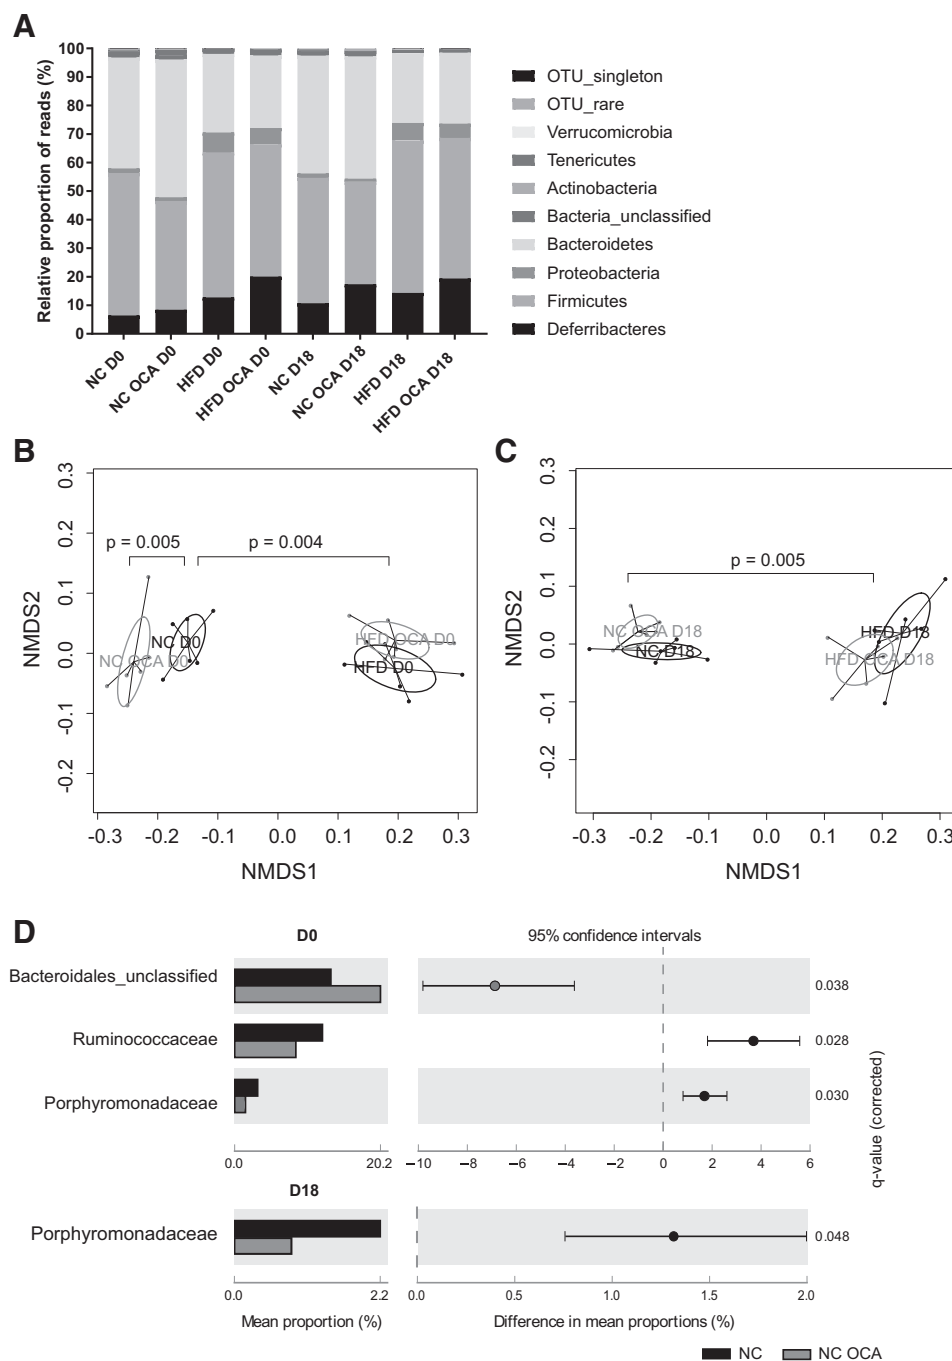 A
Relative proportion of reads (%)
100
90
80
70
60
50
40
30
20
10
0
NC D0
NC OCA D0
HFD D0
HFD OCA D0
NC D18
NC OCA D18
HFD D18
HFD OCA D18
OTU_singleton
OTU_rare
Verrucomicrobia
Tenericutes
Actinobacteria
Bacteria_unclassified
Bacteroidetes
Proteobacteria
Firmicutes
Deferribacteres
B
NMDS2
0.3
0.2
0.1
0.0
-0.1
-0.2
p = 0.005
p = 0.004
NC D0
NC OCA D0
HFD OCA D0
HFD D0
-0.3 -0.2 -0.1 0.0 0.1 0.2 0.3
NMDS1
C
NMDS2
0.3
0.2
0.1
0.0
-0.1
-0.2
p = 0.005
NC OCA D18
NC D18
HFD D18
HFD OCA D18
-0.3 -0.2 -0.1 0.0 0.1 0.2 0.3
NMDS1
D
D0
95% confidence intervals
Bacteroidales_unclassified
0.038
Ruminococcaceae
0.028
Porphyromonadaceae
0.030
0.0 20.2
−10 −8 −6 −4 −2 0 2 4 6
q-value (corrected)
D18
Porphyromonadaceae
0.048
0.0 2.2
0.0 0.5 1.0 1.5 2.0
Mean proportion (%)
Difference in mean proportions (%)
NC NC OCA